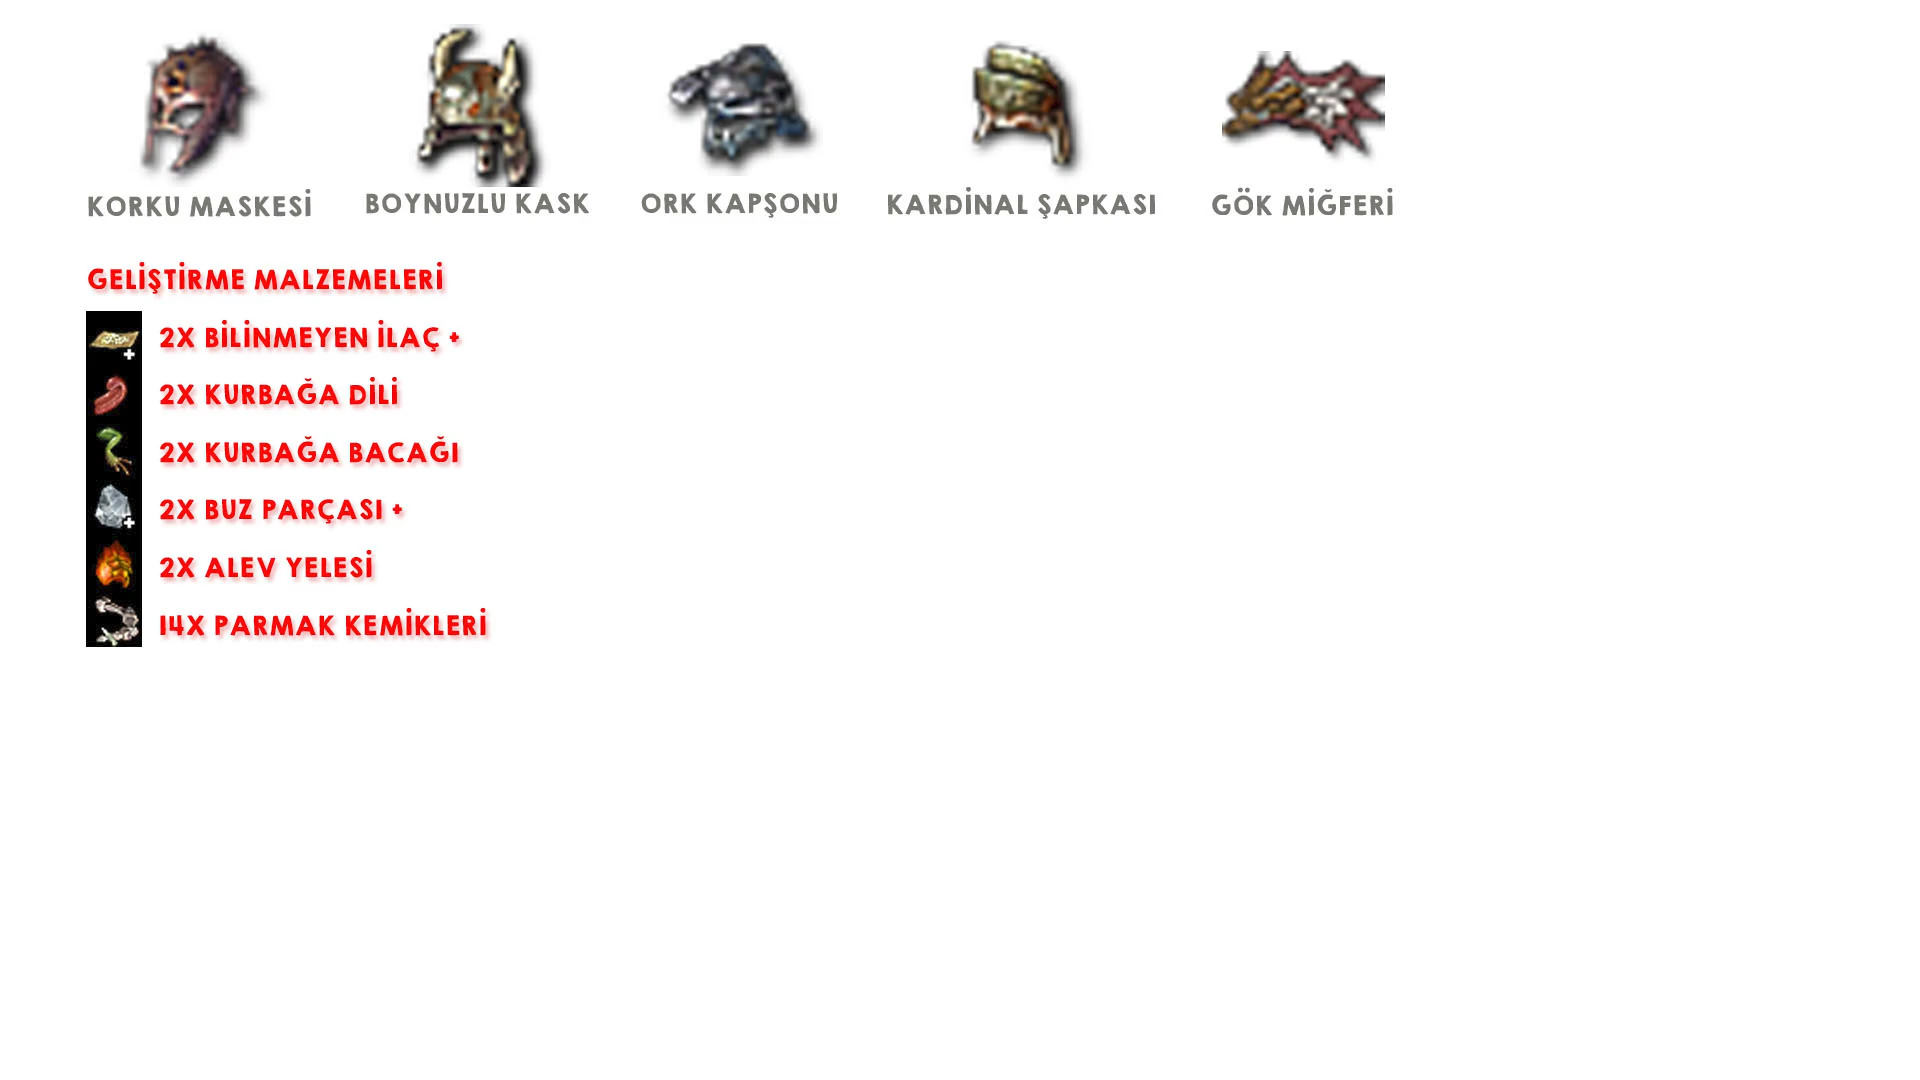 KORKU MASKESİ
BOYNUZLU KASK
ORK KAPŞONU
KARDİNAL ŞAPKASI
GÖK MİĞFERİ
GELİŞTİRME MALZEMELERİ
2X BİLİNMEYEN İLAÇ +
2X KURBAĞA DİLİ
2X KURBAĞA BACAĞI
2X BUZ PARÇASI +
2X ALEV YELESİ
14X PARMAK KEMİKLERİ